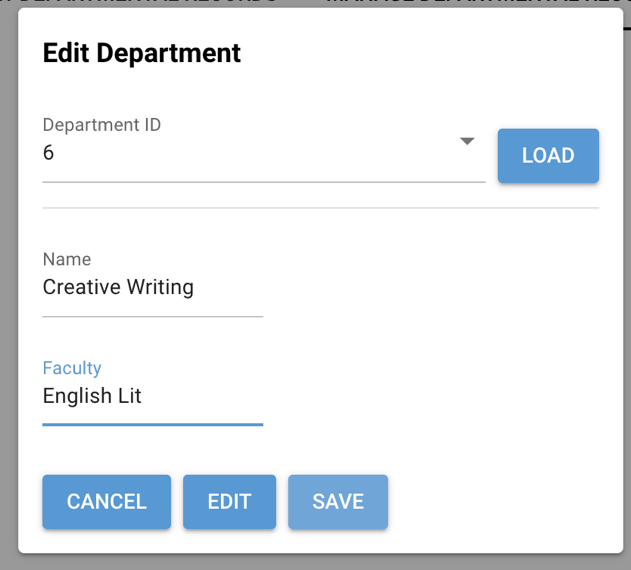 Edit Department
Department ID
6
LOAD
Name
Creative Writing
Faculty
English Lit
CANCEL EDIT SAVE